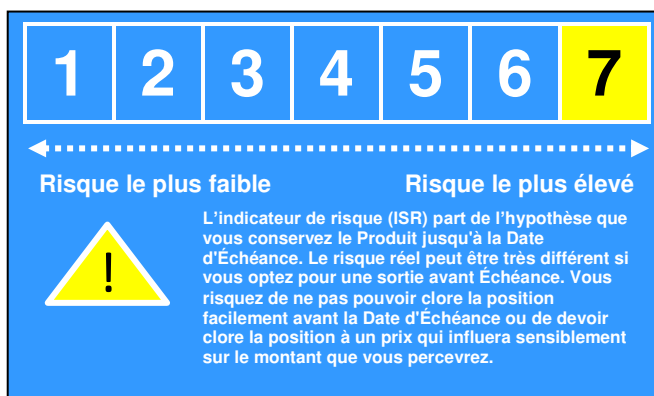 1 2 3 4 5 6 7
Risque le plus faible Risque le plus élevé
L'indicateur de risque (ISR) part de l'hypothèse que
vous conservez le Produit jusqu'à la Date
d'Échéance. Le risque réel peut être très différent si
vous optez pour une sortie avant Échéance. Vous
risquez de ne pas pouvoir clore la position
facilement avant la Date d'Échéance ou de devoir
clore la position à un prix qui influera sensiblement
sur le montant que vous percevrez.
!